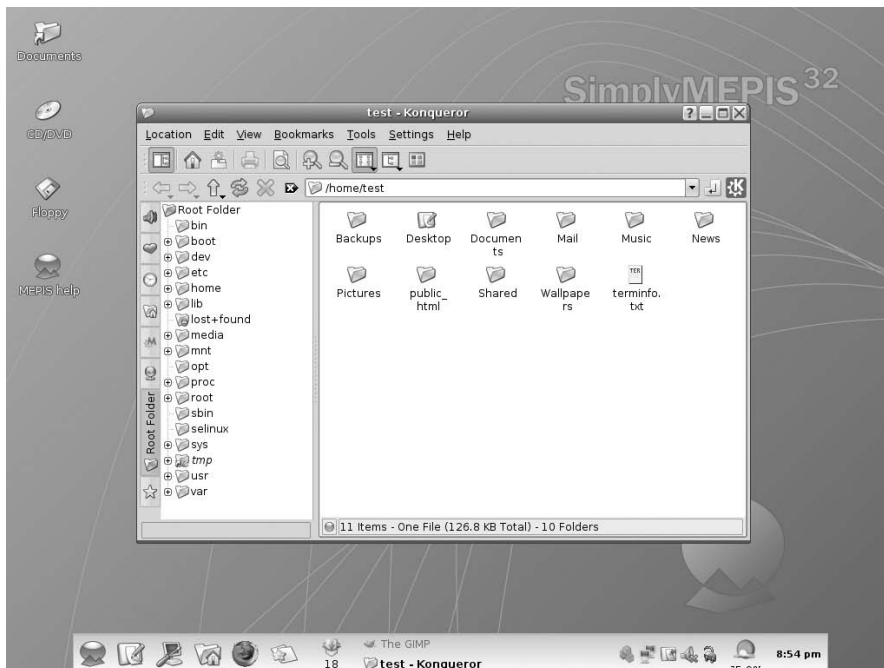 Documents
SimplyMEPIS 32
CD/DVD
Floppy
MEPIS help
test - Konqueror
Location Edit View Bookmarks Tools Settings Help
/home/test
Root Folder
Root Folder
bin
boot
dev
etc
home
lib
lost+found
media
mnt
opt
proc
root
sbin
selinux
sys
tmp
usr
var
Backups
Desktop
Documen
ts
Mail
Music
News
Pictures
public_
html
Shared
Wallpape
rs
TER
terminfo.
txt
11 Items - One File (126.8 KB Total) - 10 Folders
18
The GIMP
test - Konqueror
8:54 pm